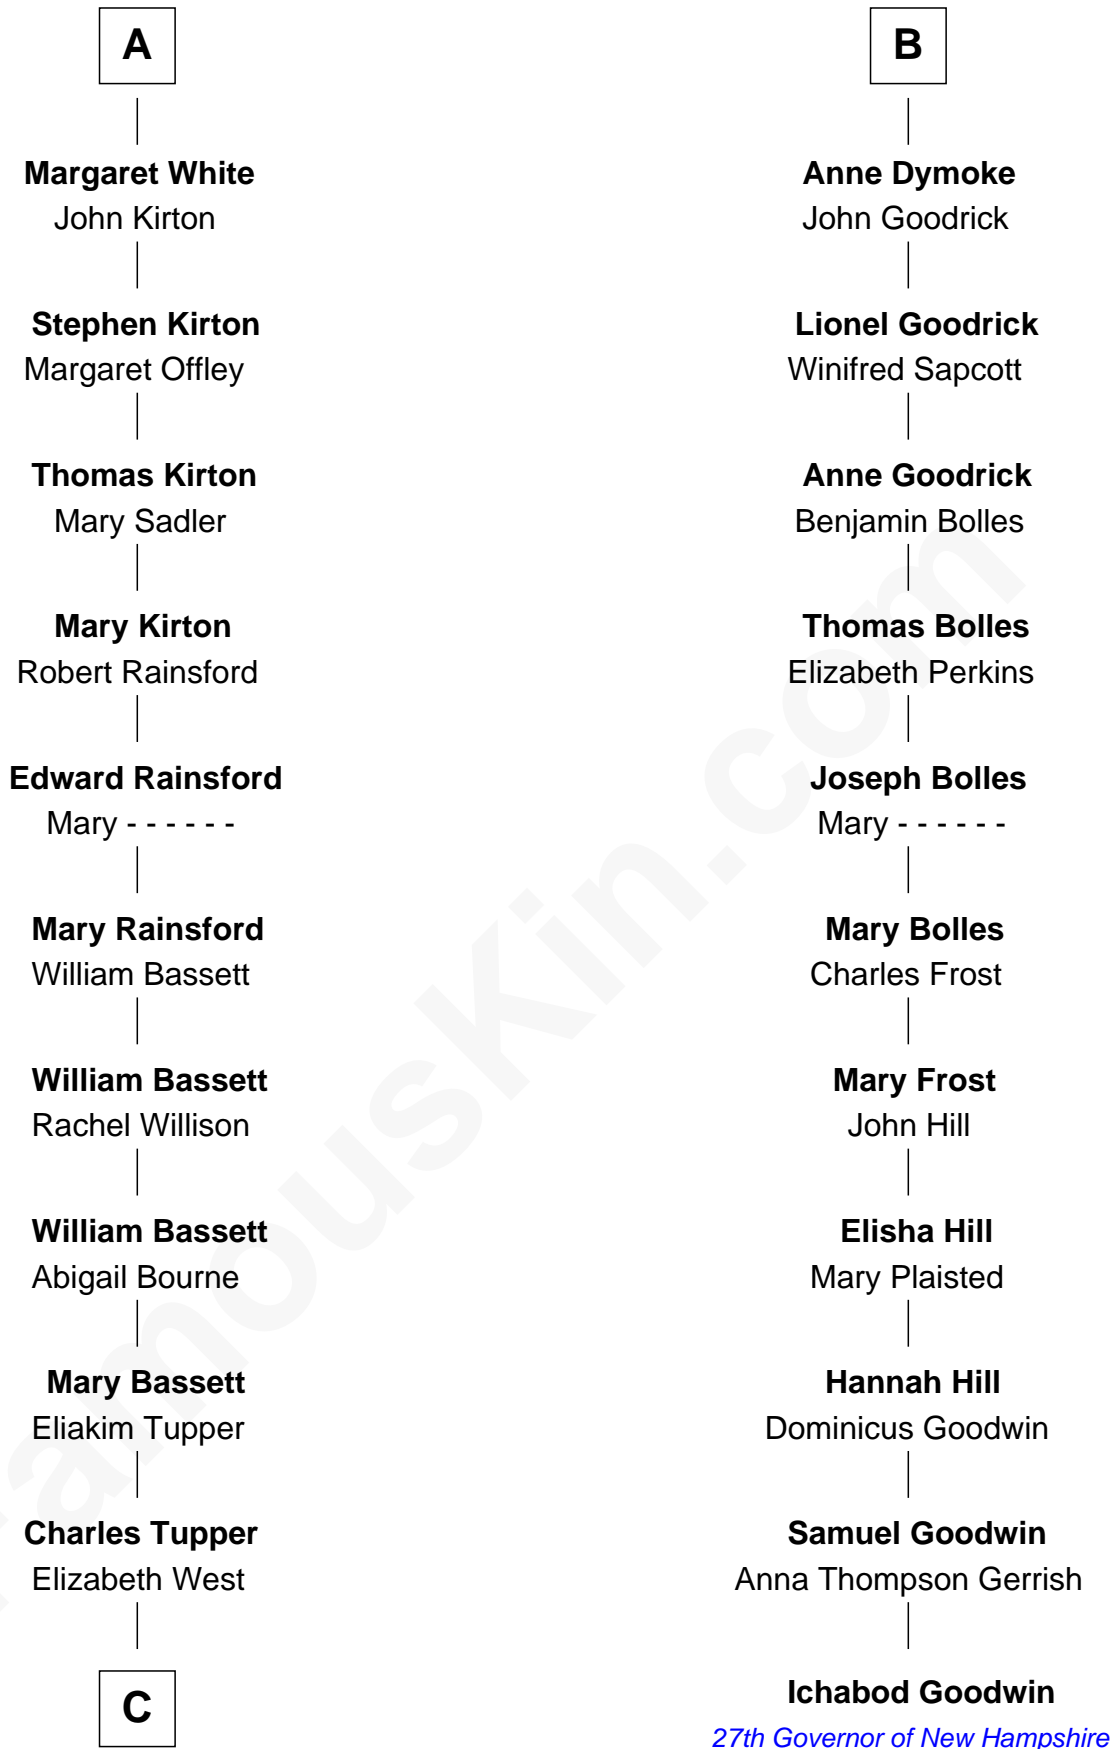 A
Margaret White
John Kirton
Stephen Kirton
Margaret Offley
Thomas Kirton
Mary Sadler
Mary Kirton
Robert Rainsford
Edward Rainsford
Mary - - - - - -
Mary Rainsford
William Bassett
William Bassett
Rachel Willison
William Bassett
Abigail Bourne
Mary Bassett
Eliakim Tupper
Charles Tupper
Elizabeth West
C
B
Anne Dymoke
John Goodrick
Lionel Goodrick
Winifred Sapcott
Anne Goodrick
Benjamin Bolles
Thomas Bolles
Elizabeth Perkins
Joseph Bolles
Mary - - - - - -
Mary Bolles
Charles Frost
Mary Frost
John Hill
Elisha Hill
Mary Plaisted
Hannah Hill
Dominicus Goodwin
Samuel Goodwin
Anna Thompson Gerrish
Ichabod Goodwin
27th Governor of New Hampshire
FamousKin.com